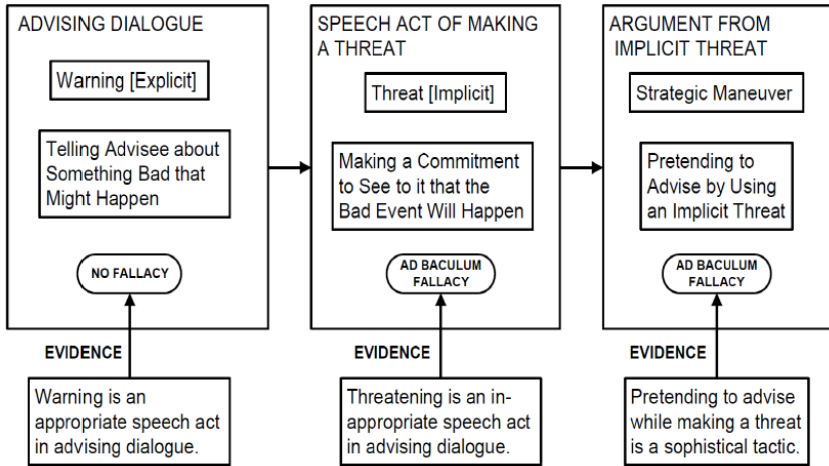 ADVISING DIALOGUE
Warning [Explicit]
Telling Advisee about
Something Bad that
Might Happen
NO FALLACY
EVIDENCE
Warning is an
appropriate speech act
in advising dialogue.
SPEECH ACT OF MAKING
A THREAT
Threat [Implicit]
Making a Commitment
to See to it that the
Bad Event Will Happen
AD BACULUM
FALLACY
EVIDENCE
Threatening is an in-
appropriate speech act
in advising dialogue.
ARGUMENT FROM
IMPLICIT THREAT
Strategic Maneuver
Pretending to
Advise by Using
an Implicit Threat
AD BACULUM
FALLACY
EVIDENCE
Pretending to advise
while making a threat
is a sophistical tactic.